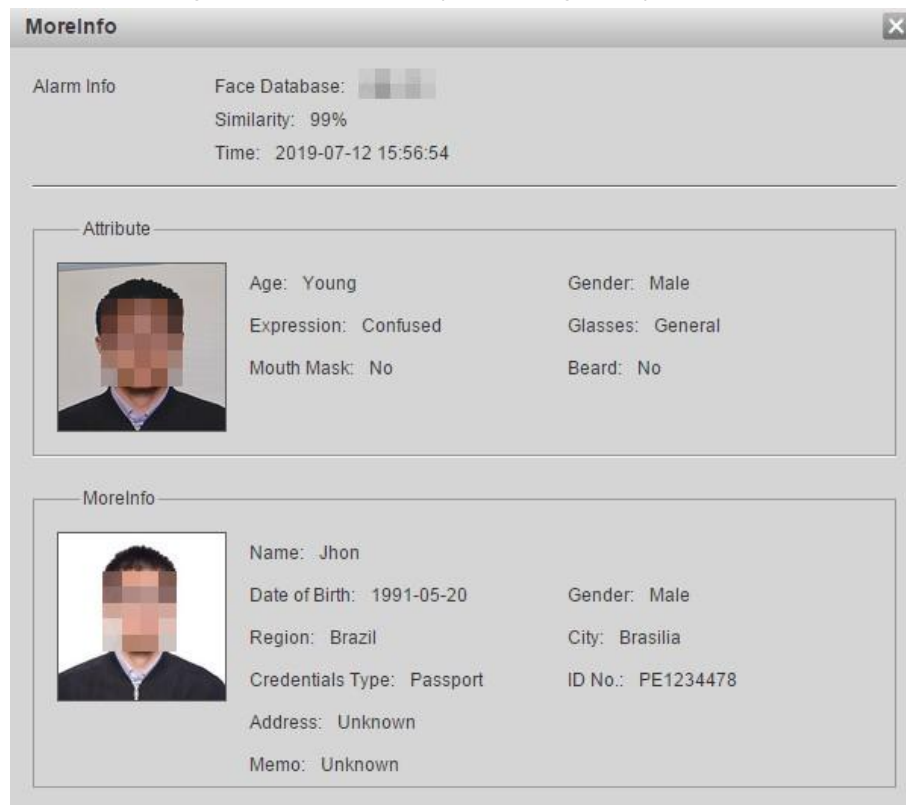 MoreInfo
Alarm Info
Face Database:
Similarity: 99%
Time: 2019-07-12 15:56:54
Attribute
Age: Young Gender: Male
Expression: Confused Glasses: General
Mouth Mask: No Beard: No
MoreInfo
Name: Jhon
Date of Birth: 1991-05-20 Gender: Male
Region: Brazil City: Brasilia
Credentials Type: Passport ID No.: PE1234478
Address: Unknown
Memo: Unknown